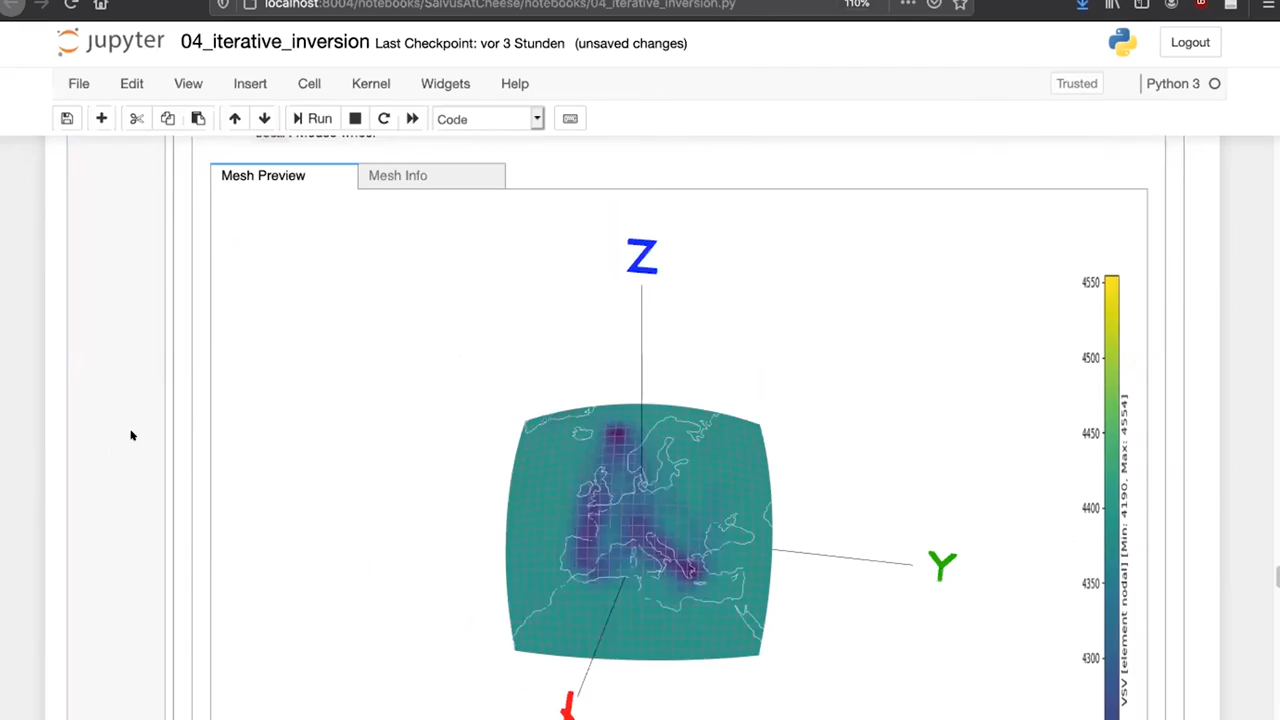 localhost:8004/notebooks/SalvusAtCheese/notebooks/04_iterative_inversion.py
110%
jupyter 04_iterative_inversion Last Checkpoint: vor 3 Stunden (unsaved changes)
Logout
File Edit View Insert Cell Kernel Widgets Help
Trusted
Python 3
Run
Code
Mesh Preview
Mesh Info
Z
Y
4550
4500
4450
4400
4350
4300
VSV [element nodal] [Min: 4190, Max: 4554]